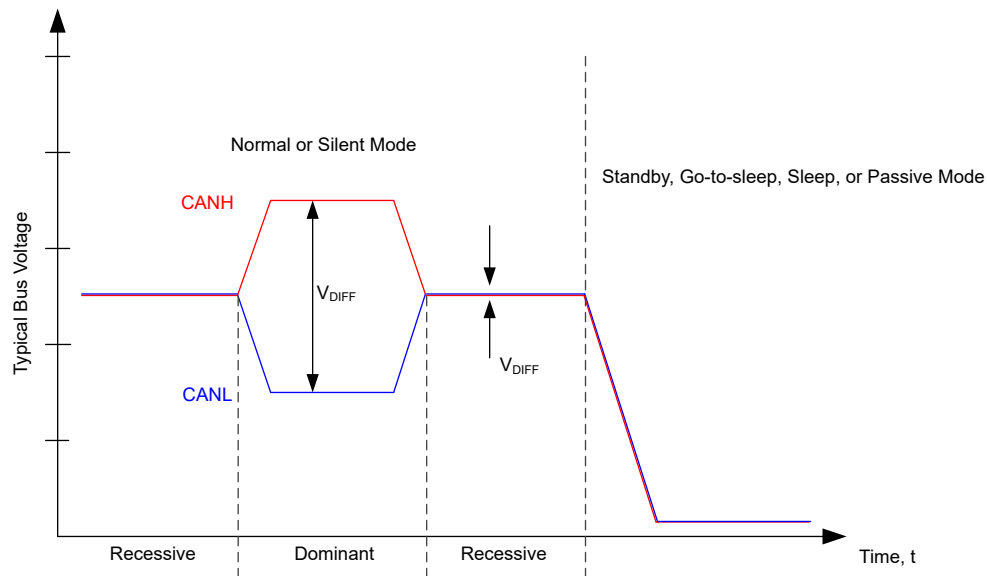 Normal or Silent Mode
Standby, Go-to-sleep, Sleep, or Passive Mode
CANH
Typical Bus Voltage
VDIFF
VDIFF
CANL
Recessive
Dominant
Recessive
Time, t